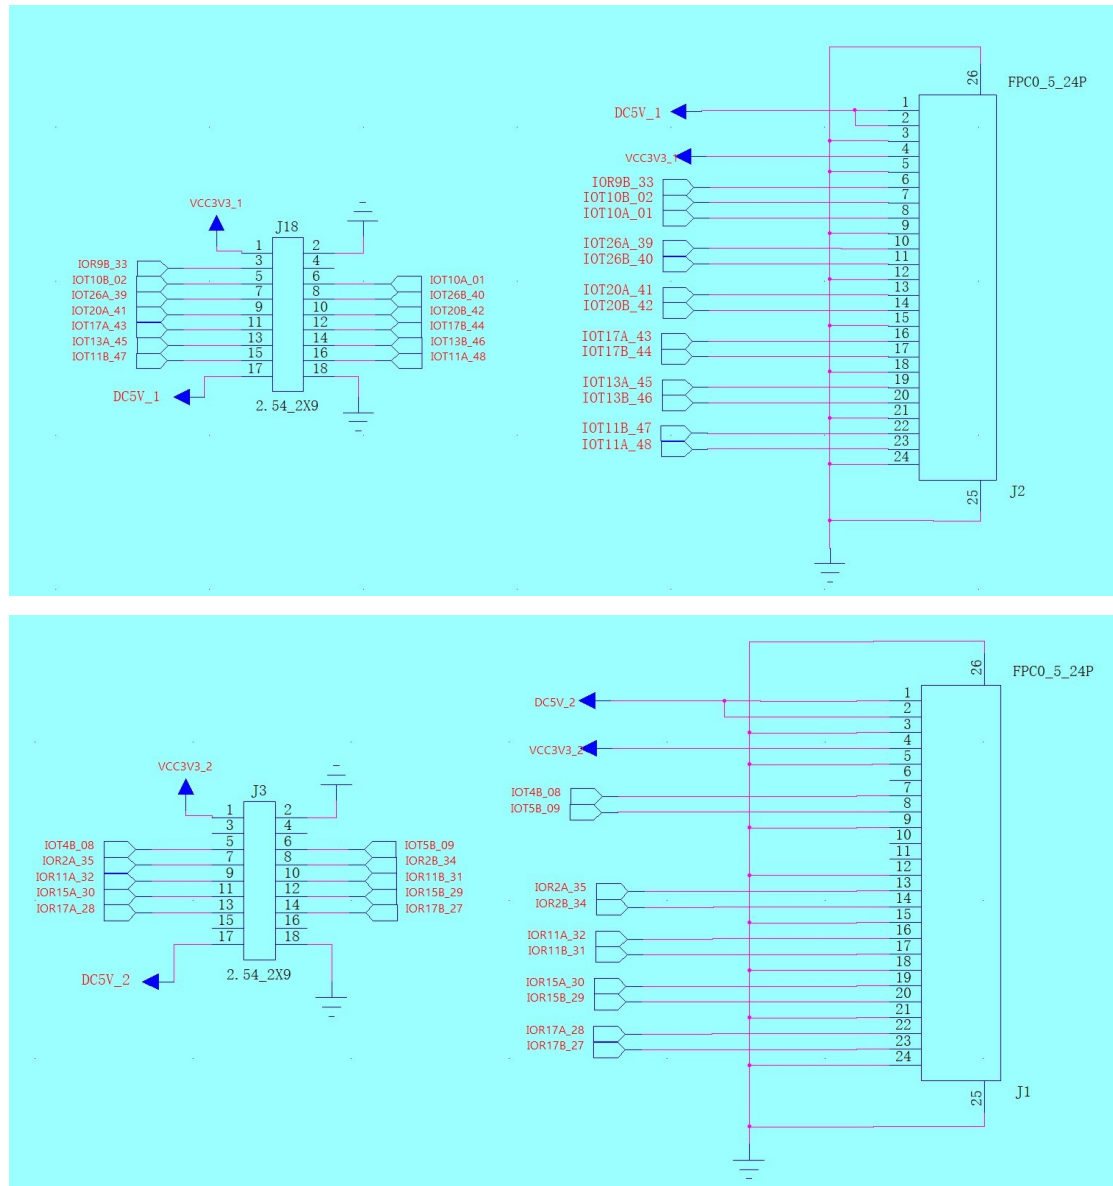 26
FPC0_5_24P
DC5V_1
1
2
3
VCC3V3_1
4
5
IOR9B_33
6
IOT10B_02
7
IOT10A_01
8
9
IOT26A_39
10
IOT26B_40
11
12
IOT20A_41
13
IOT20B_42
14
15
IOT17A_43
16
IOT17B_44
17
18
IOT13A_45
19
IOT13B_46
20
21
IOT11B_47
22
IOT11A_48
23
24
25
J2
VCC3V3_1
J18
1 2
IOR9B_33 3 4
IOT10B_02 5 6 IOT10A_01
IOT26A_39 7 8 IOT26B_40
IOT20A_41 9 10 IOT20B_42
IOT17A_43 11 12 IOT17B_44
IOT13A_45 13 14 IOT13B_46
IOT11B_47 15 16 IOT11A_48
17 18
DC5V_1
2.54_2X9
26
FPC0_5_24P
DC5V_2
1
2
3
VCC3V3_2
4
5
6
IOT4B_08
7
IOT5B_09
8
9
10
11
12
IOR2A_35
13
IOR2B_34
14
15
IOR11A_32
16
IOR11B_31
17
18
IOR15A_30
19
IOR15B_29
20
21
IOR17A_28
22
IOR17B_27
23
24
25
J1
VCC3V3_2
J3
1 2
3 4
IOT4B_08 5 6 IOT5B_09
IOR2A_35 7 8 IOR2B_34
IOR11A_32 9 10 IOR11B_31
IOR15A_30 11 12 IOR15B_29
IOR17A_28 13 14 IOR17B_27
15 16
17 18
DC5V_2
2.54_2X9